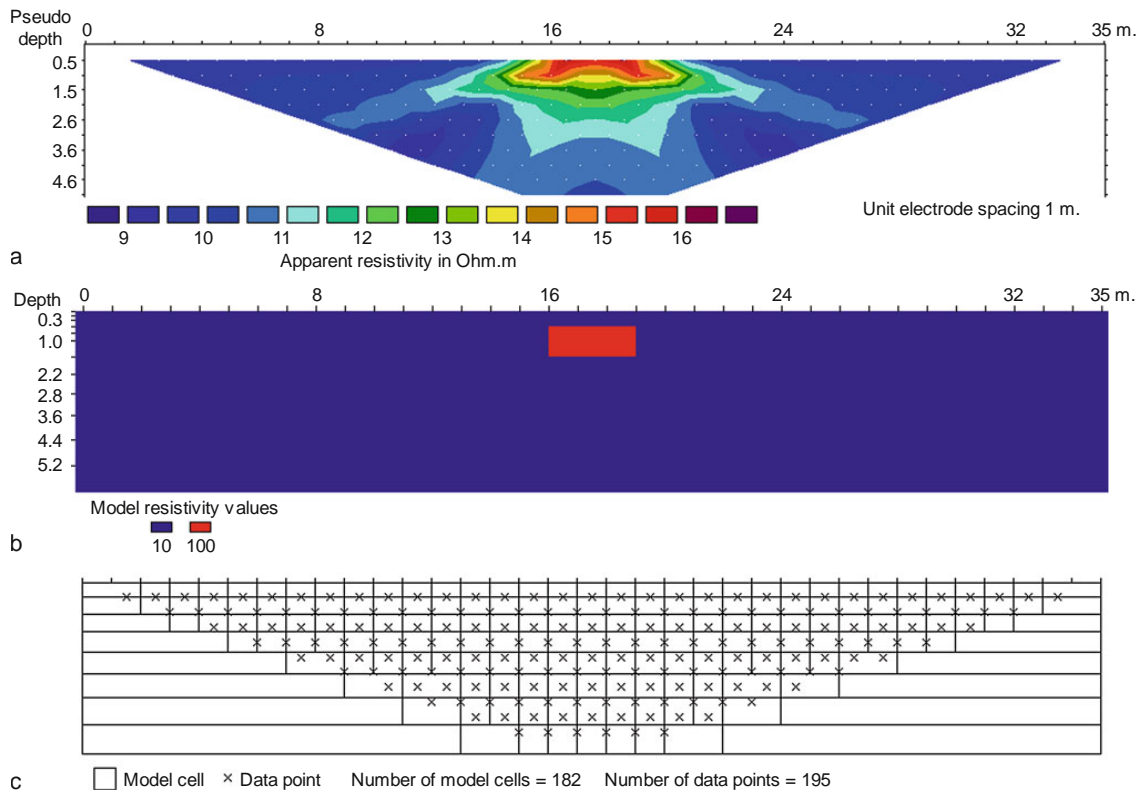 Pseudo depth 0 8 16 24 32 35 m.
0.5
1.5
2.6
3.6
4.6
9 10 11 12 13 14 15 16
Unit electrode spacing 1 m.
a
Apparent resistivity in Ohm.m
Depth 0 8 16 24 32 35 m.
0.3
1.0
2.2
2.8
3.6
4.4
5.2
Model resistivity values
10 100
b
c
Model cell × Data point Number of model cells = 182 Number of data points = 195